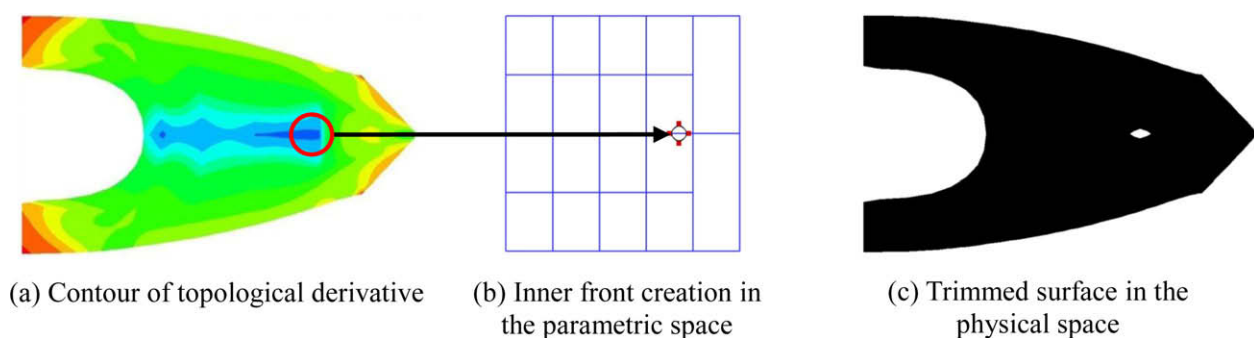 (a) Contour of topological derivative
(b) Inner front creation in
the parametric space
(c) Trimmed surface in the
physical space